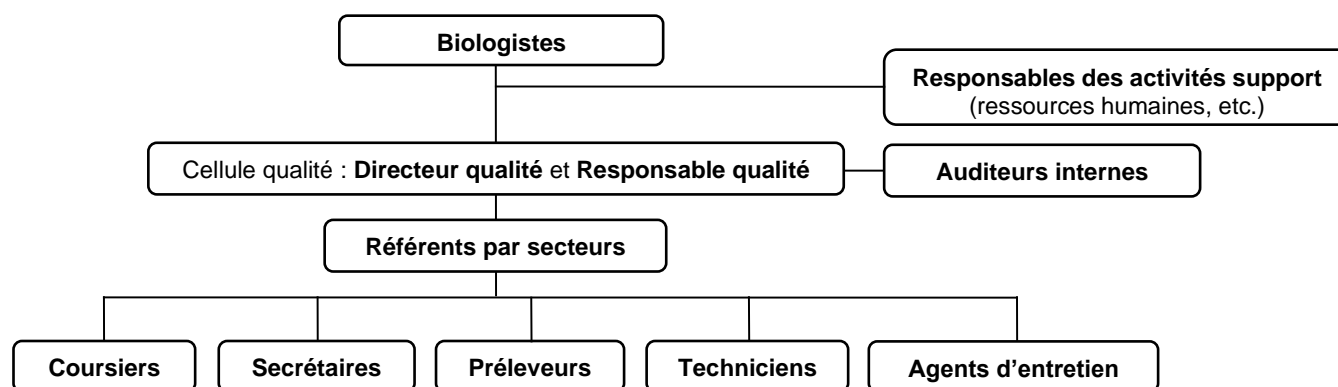 Biologistes
Responsables des activités support
(ressources humaines, etc.)
Cellule qualité : Directeur qualité et Responsable qualité
Auditeurs internes
Référents par secteurs
Coursiers
Secrétaires
Préleveurs
Techniciens
Agents d’entretien